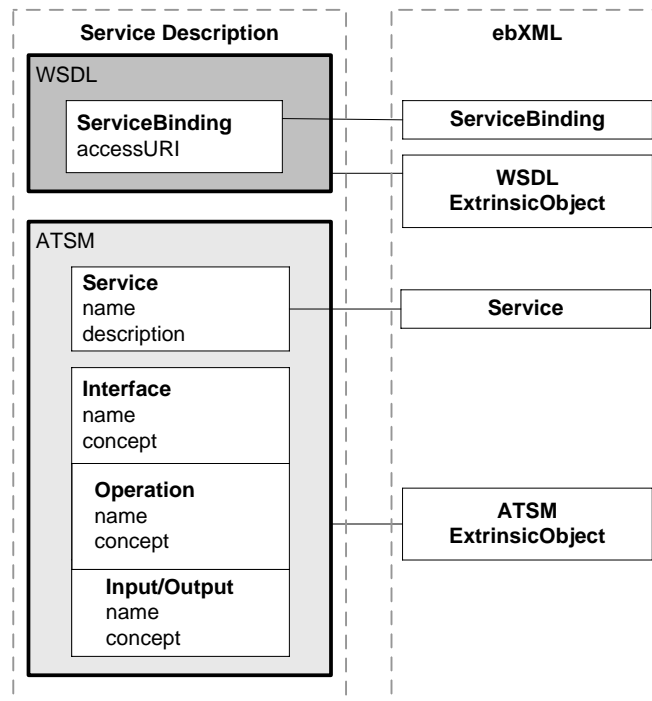 Service Description
WSDL
ServiceBinding
accessURI
ATSM
Service
name
description
Interface
name
concept
Operation
name
concept
Input/Output
name
concept
ebXML
ServiceBinding
WSDL
ExtrinsicObject
Service
ATSM
ExtrinsicObject